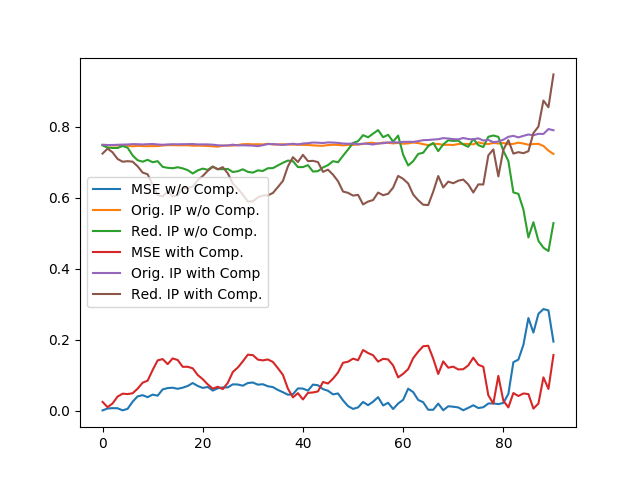 0.8
0.6
0.4
0.2
0.0
MSE w/o Comp.
Orig. IP w/o Comp.
Red. IP w/o Comp.
MSE with Comp.
Orig. IP with Comp
Red. IP with Comp.
0 20 40 60 80